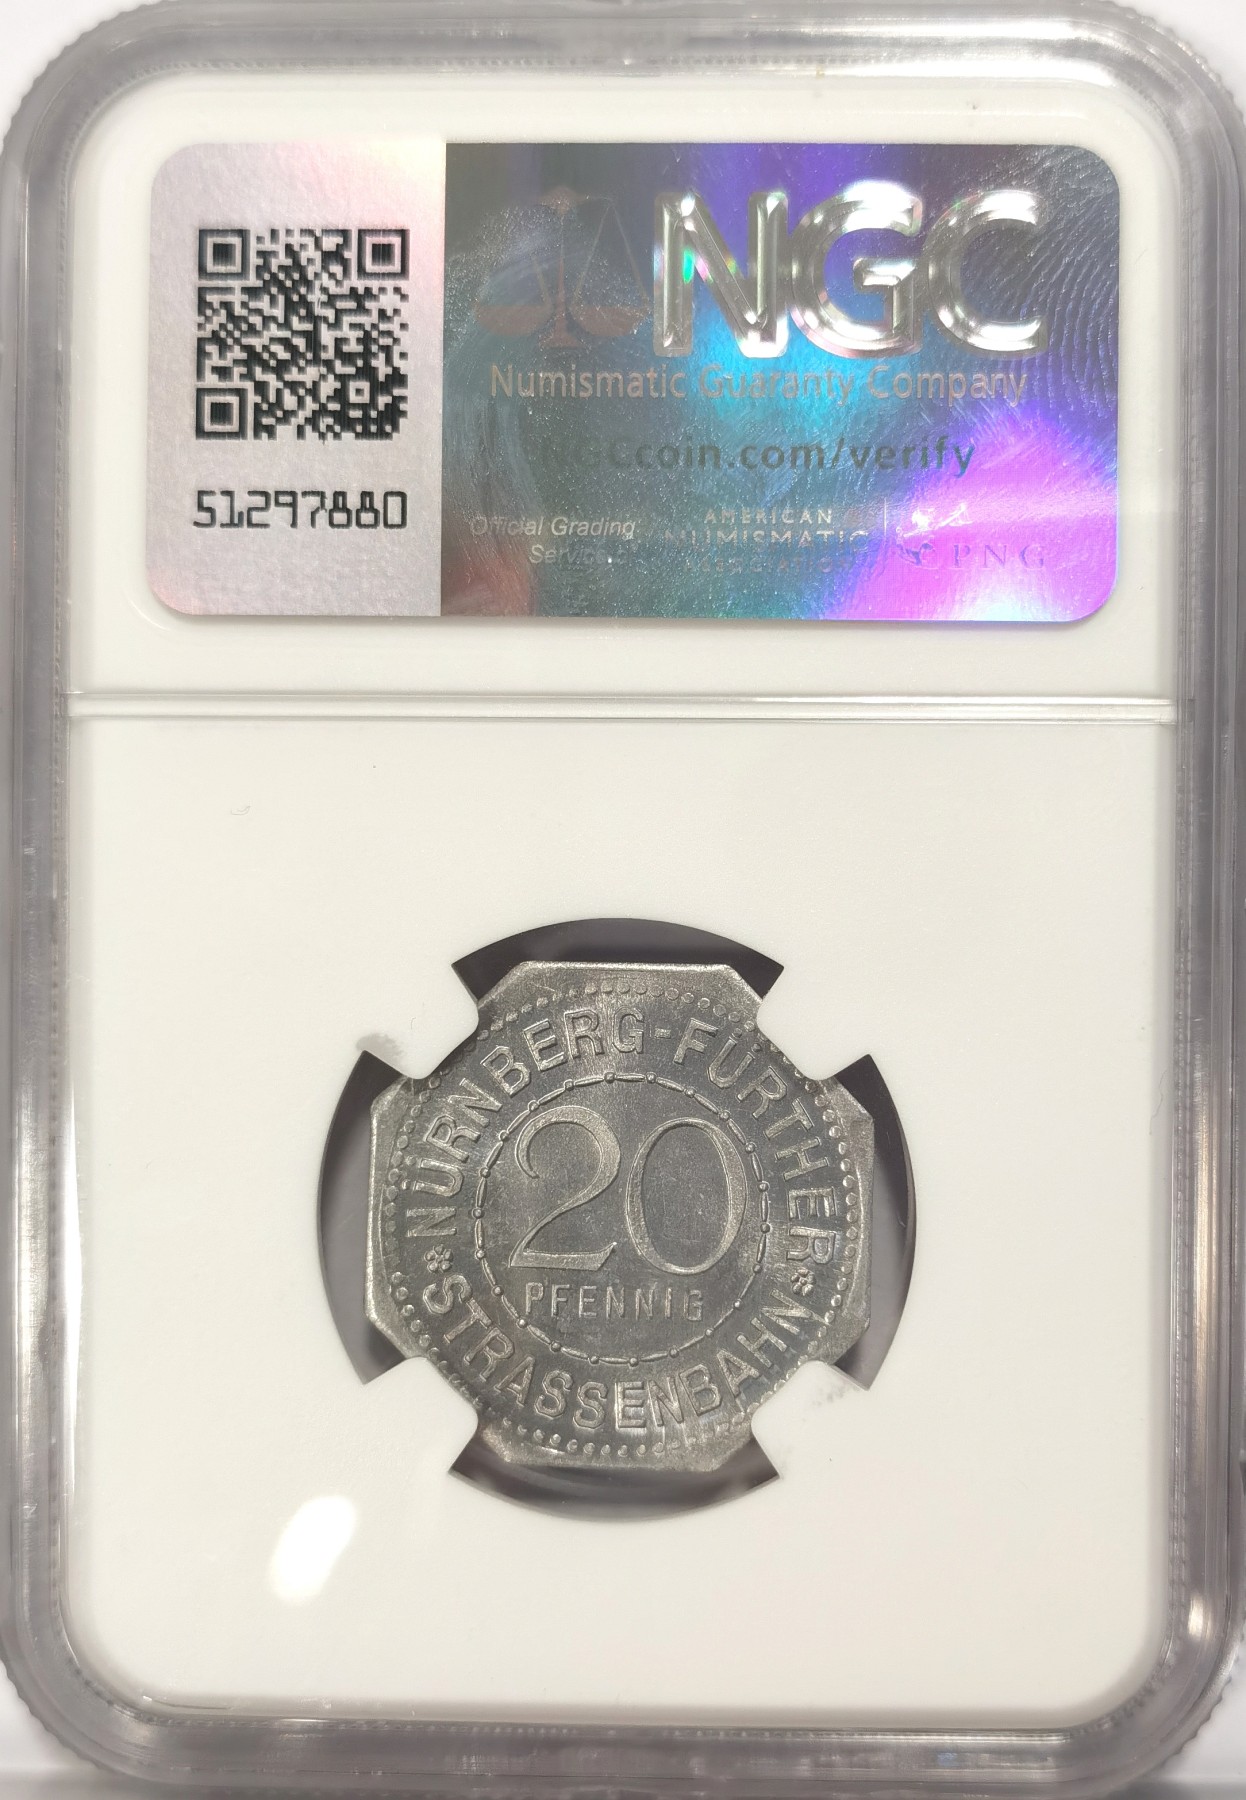 NGC
Numismatic Guaranty Company
NGCcoin.com/verify
51297880
Official Grading
Service of
AMERICAN
NUMISMATIC
ASSOCIATION
PNG
NÜRNBERG-FÜRTHER
20
PFENNIG
STRASSENBAHN